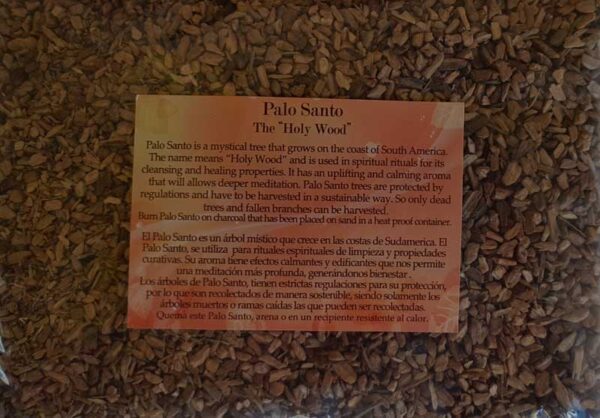 Palo Santo
The "Holy Wood"
Palo Santo is a mystical tree that grows on the coast of South America.
The name means "Holy Wood" and is used in spiritual rituals for its
cleansing and healing properties. It has an uplifting and calming aroma
that will allows deeper meditation. Palo Santo trees are protected by
regulations and have to be harvested in a sustainable way. So only dead
trees and fallen branches can be harvested.
Burn Palo Santo on charcoal that has been placed on sand in a heat proof container.
El Palo Santo es un árbol místico que crece en las costas de Sudamerica. El
Palo Santo, se utiliza para rituales espirituales de limpieza y propiedades
curativas. Su aroma tiene efectos calmantes y edificantes que nos permite
una meditación más profunda, generándonos bienestar.
Los árboles de Palo Santo, tienen estrictas regulaciones para su protección,
por lo que son recolectados de manera sostenible, siendo solamente los
árboles muertos o ramas caídas las que pueden ser recolectadas.
Quemá este Palo Santo, arena o en un recipiente resistente al calor.